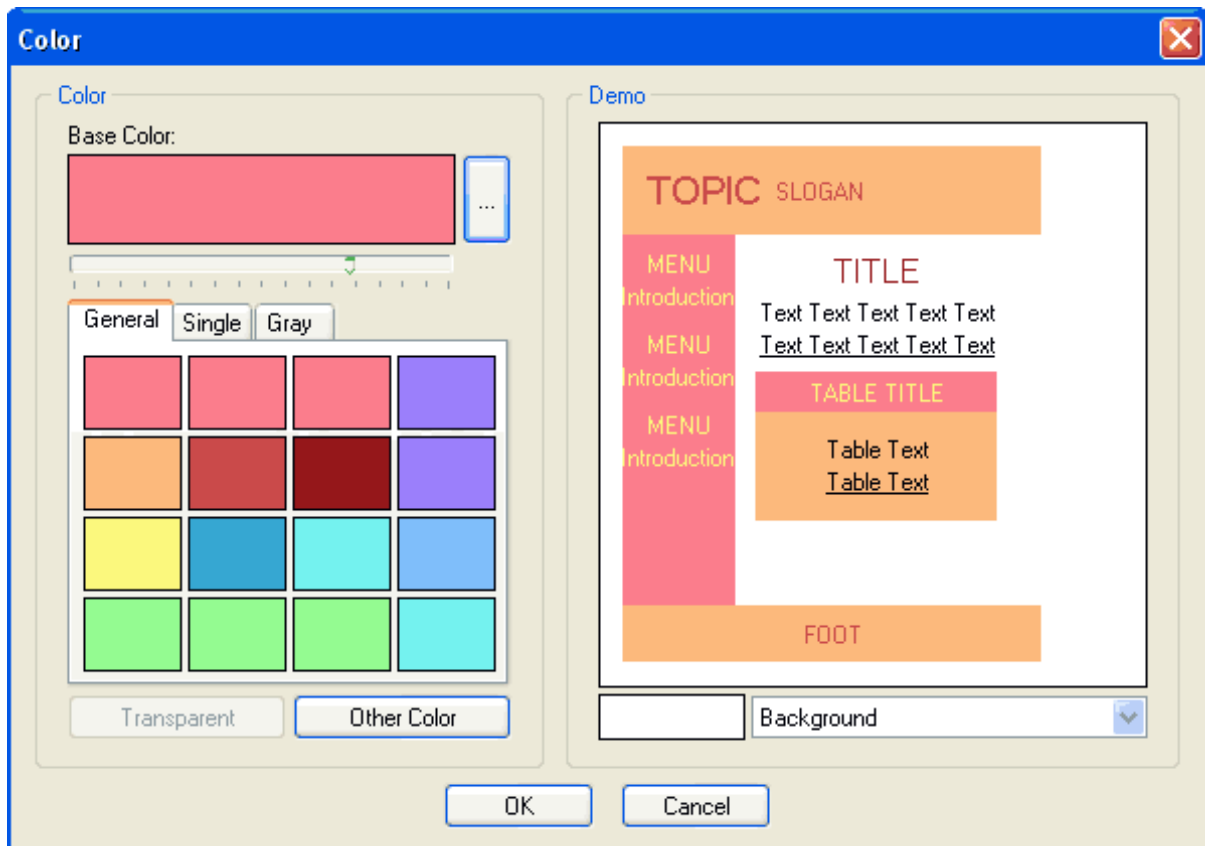 Color
Color
Base Color:
...
General Single Gray
Transparent Other Color
Demo
TOPIC SLOGAN
MENU
Introduction
MENU
Introduction
MENU
Introduction
TITLE
Text Text Text Text Text
Text Text Text Text Text
TABLE TITLE
Table Text
Table Text
FOOT
Background
OK Cancel